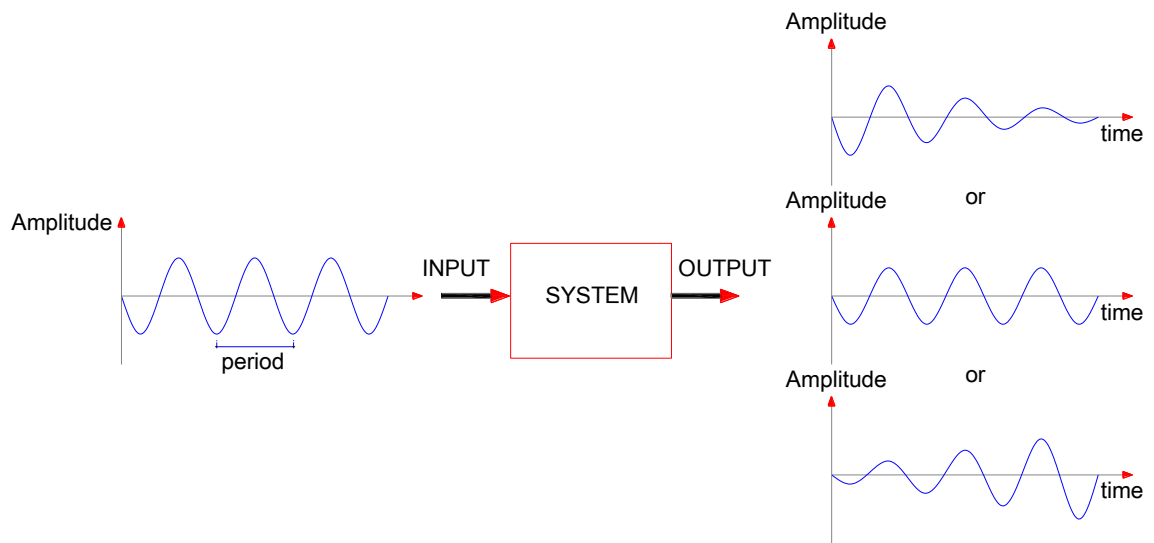 Amplitude
period
INPUT
SYSTEM
OUTPUT
Amplitude
time
or
Amplitude
time
or
Amplitude
time